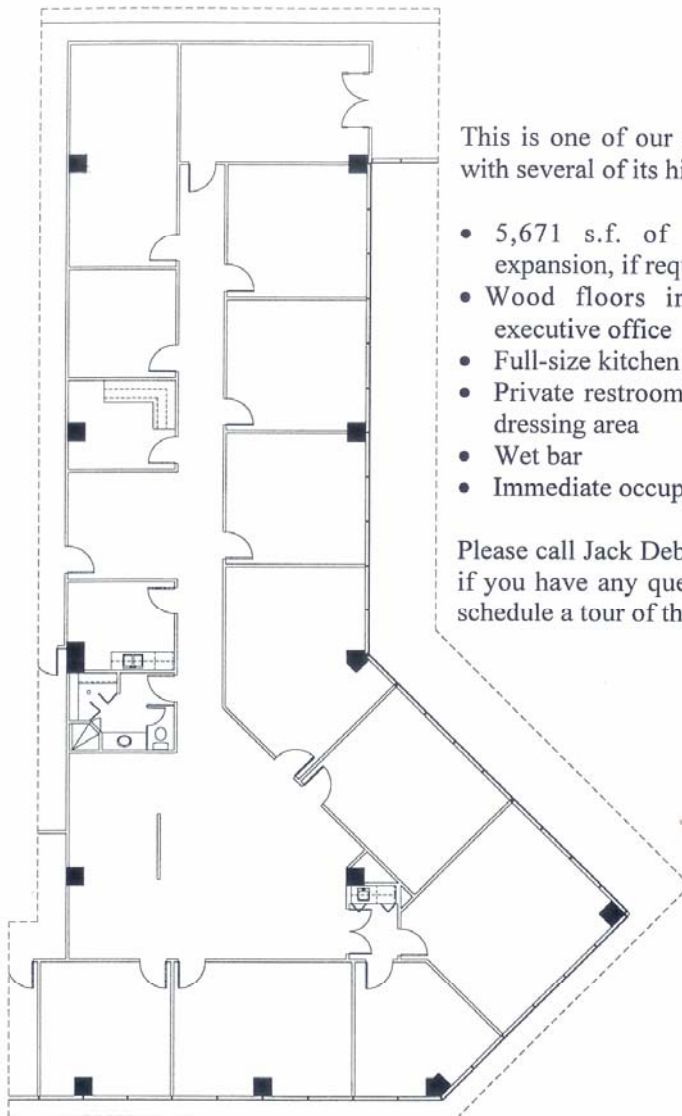 This is one of our
with several of its hi
• 5,671 s.f. of
expansion, if req
• Wood floors in
executive office
• Full-size kitchen
• Private restroom
dressing area
• Wet bar
• Immediate occup
Please call Jack Deb
if you have any que
schedule a tour of th